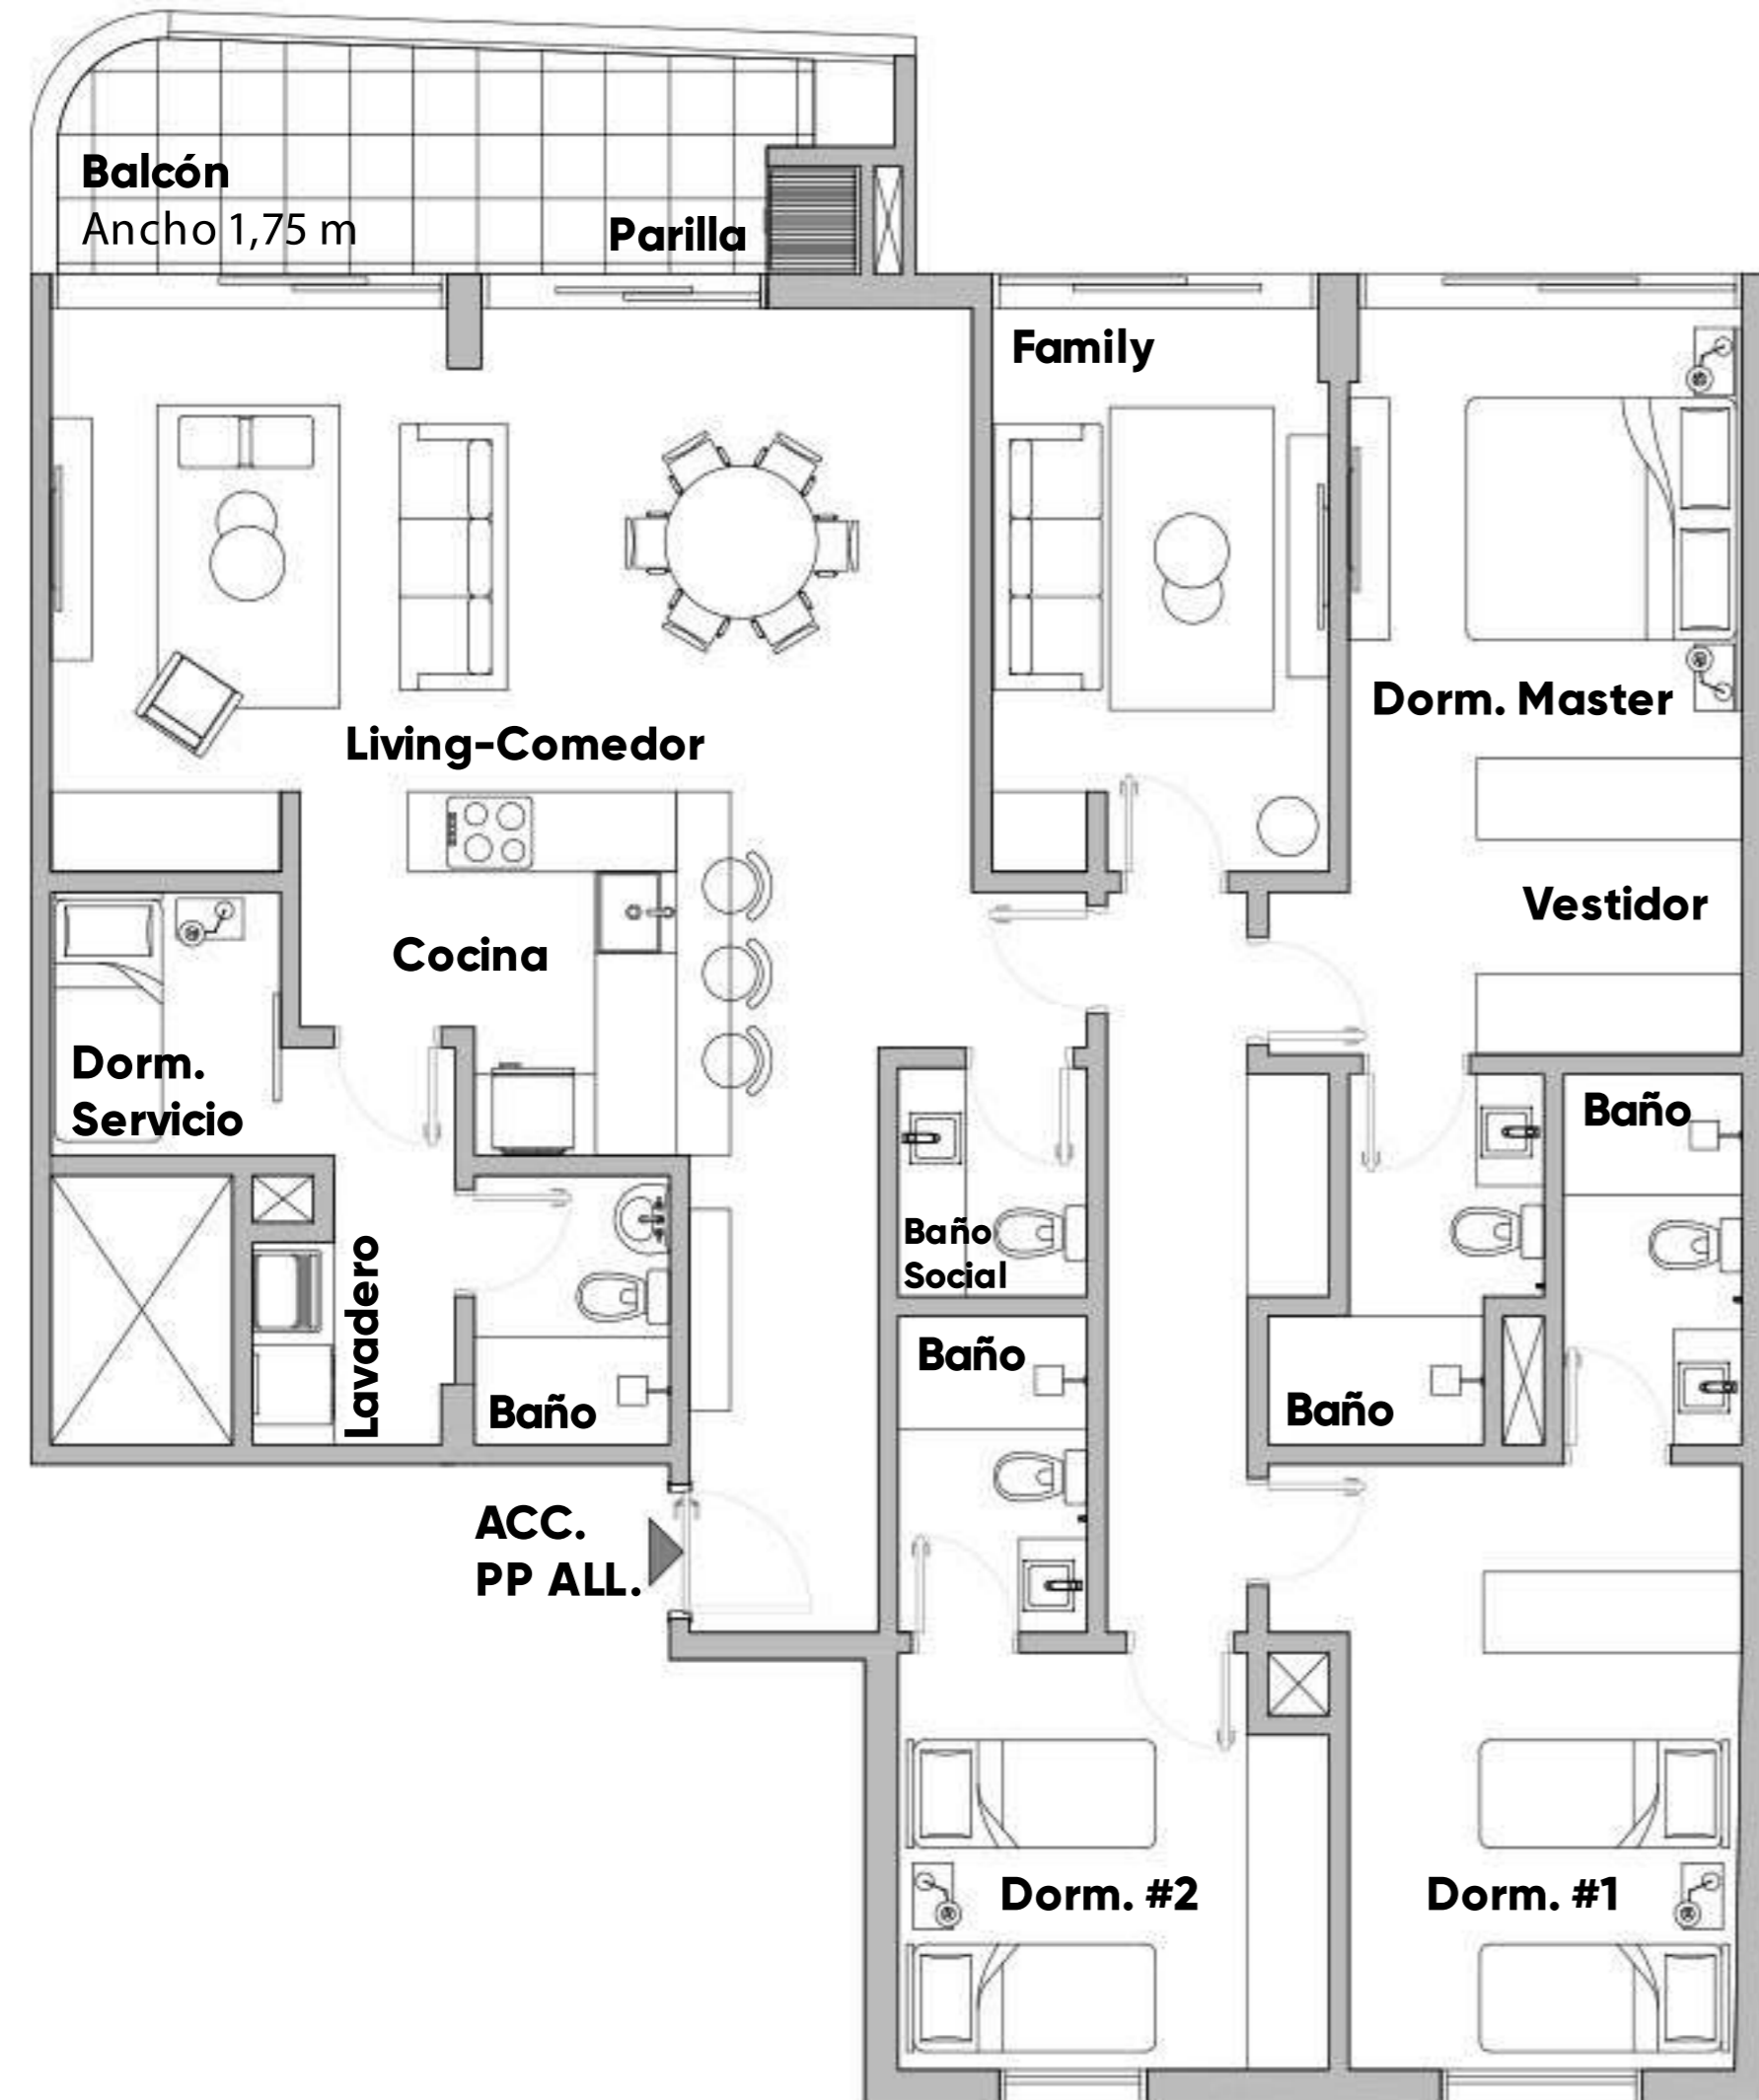 Balcón
Ancho 1,75 m
Parilla
Family
Dorm. Master
Living-Comedor
Vestidor
Cocina
Dorm.
Servicio
Baño
Baño
Social
Lavadero
Baño
Baño
Baño
ACC.
PP ALL.
Dorm. #2
Dorm. #1